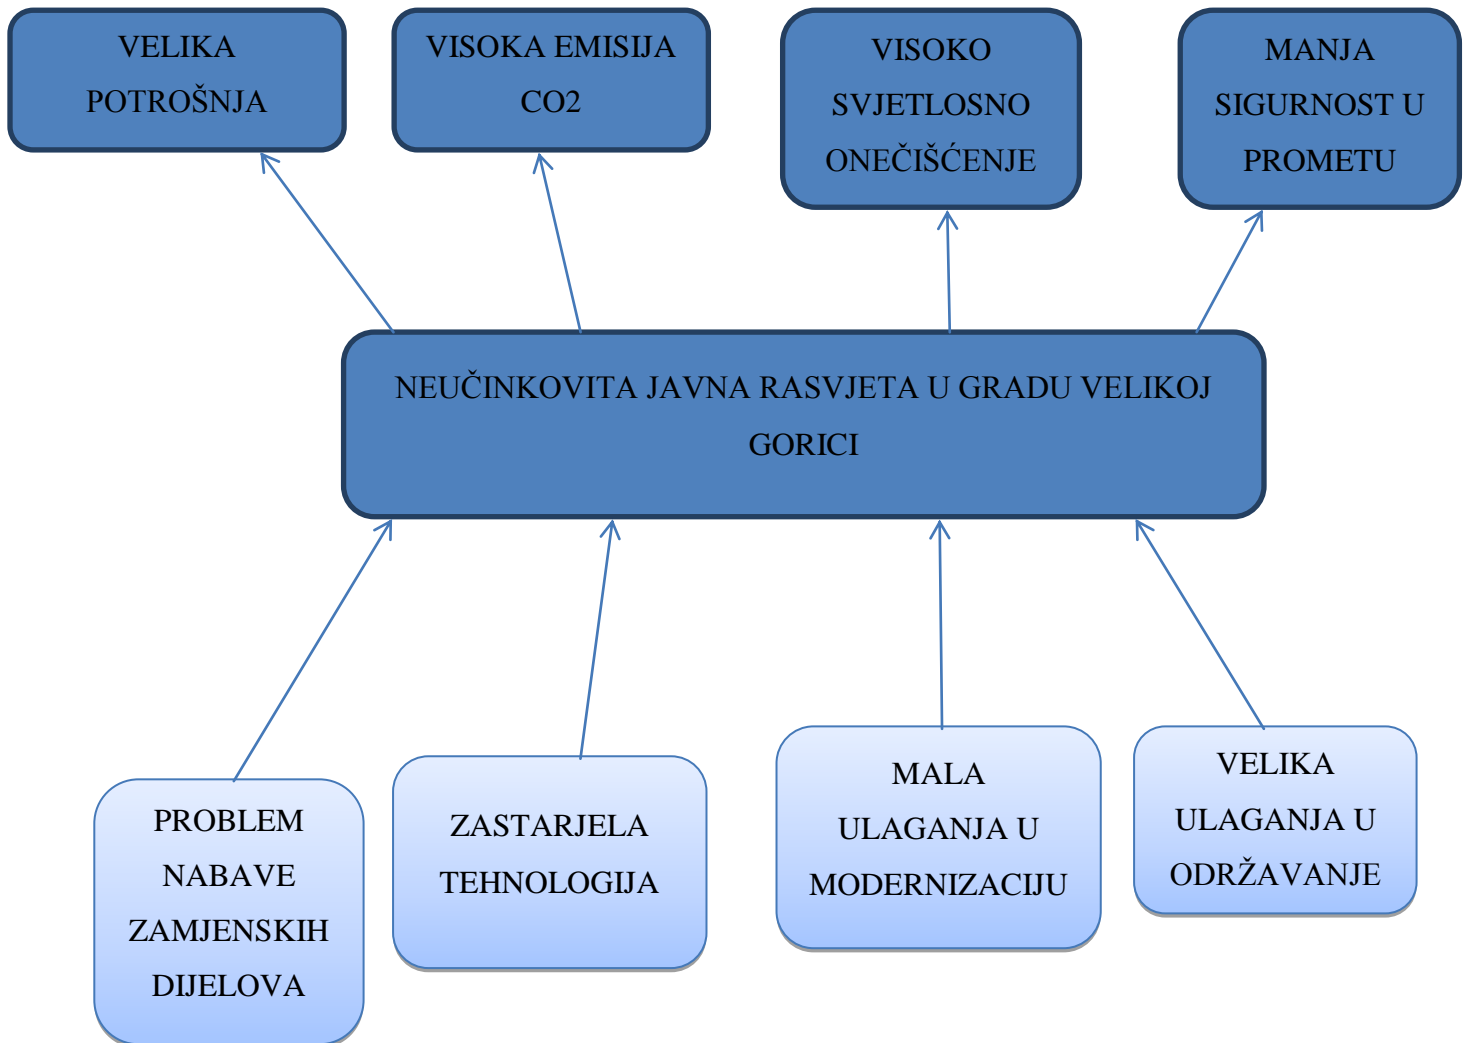 VELIKA
POTROŠNJA
VISOKA EMISIJA
CO2
VISOKO
SVJETLOSNO
ONEČIŠĆENJE
MANJA
SIGURNOST U
PROMETU
NEUČINKOVITA JAVNA RASVJETA U GRADU VELIKOJ
GORICI
PROBLEM
NABAVE
ZAMJENSKIH
DIJELOVA
ZASTARJELA
TEHNOLOGIJA
MALA
ULAGANJA U
MODERNIZACIJU
VELIKA
ULAGANJA U
ODRŽAVANJE